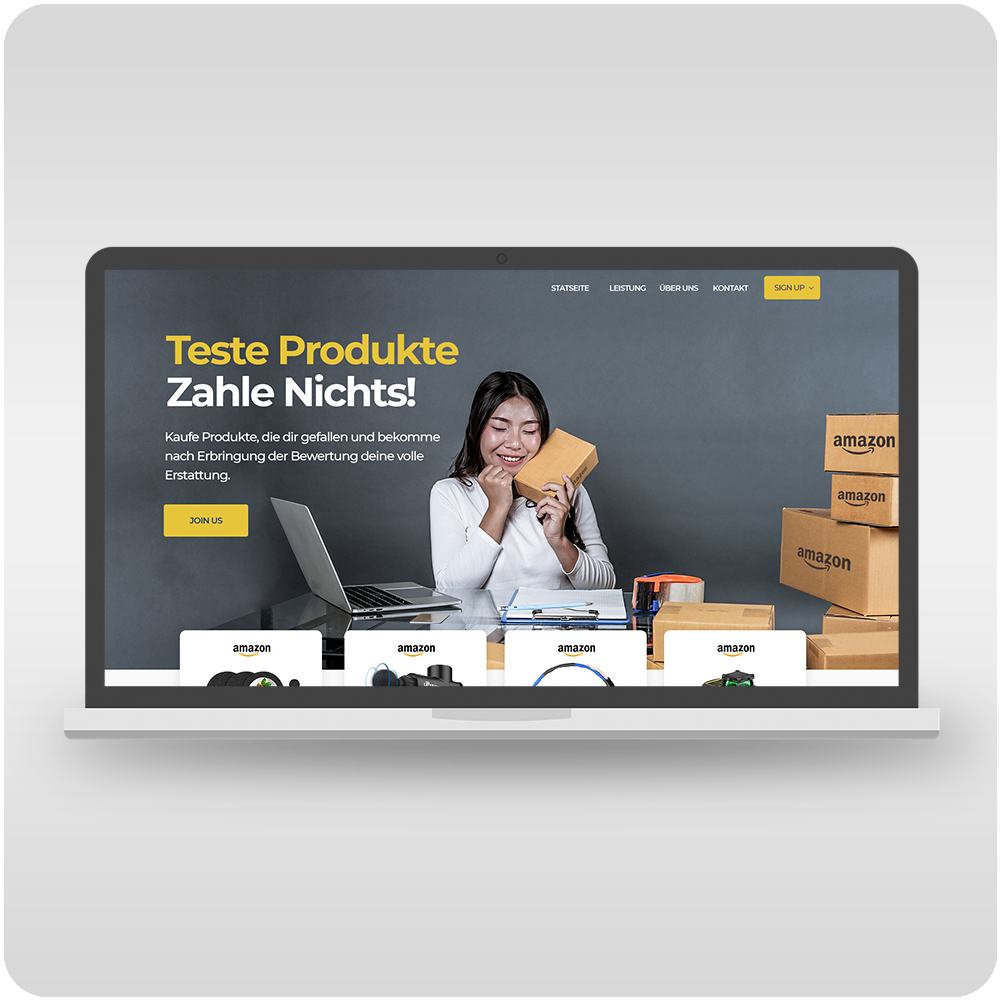 STATSEITE LEISTUNG ÜBER UNS KONTAKT SIGN UP
Teste Produkte
Zahle Nichts!
Kaufe Produkte, die dir gefallen und bekomme
nach Erbringung der Bewertung deine volle
Erstattung.
JOIN US
amazon
amazon
amazon
amazon
amazon amazon amazon amazon